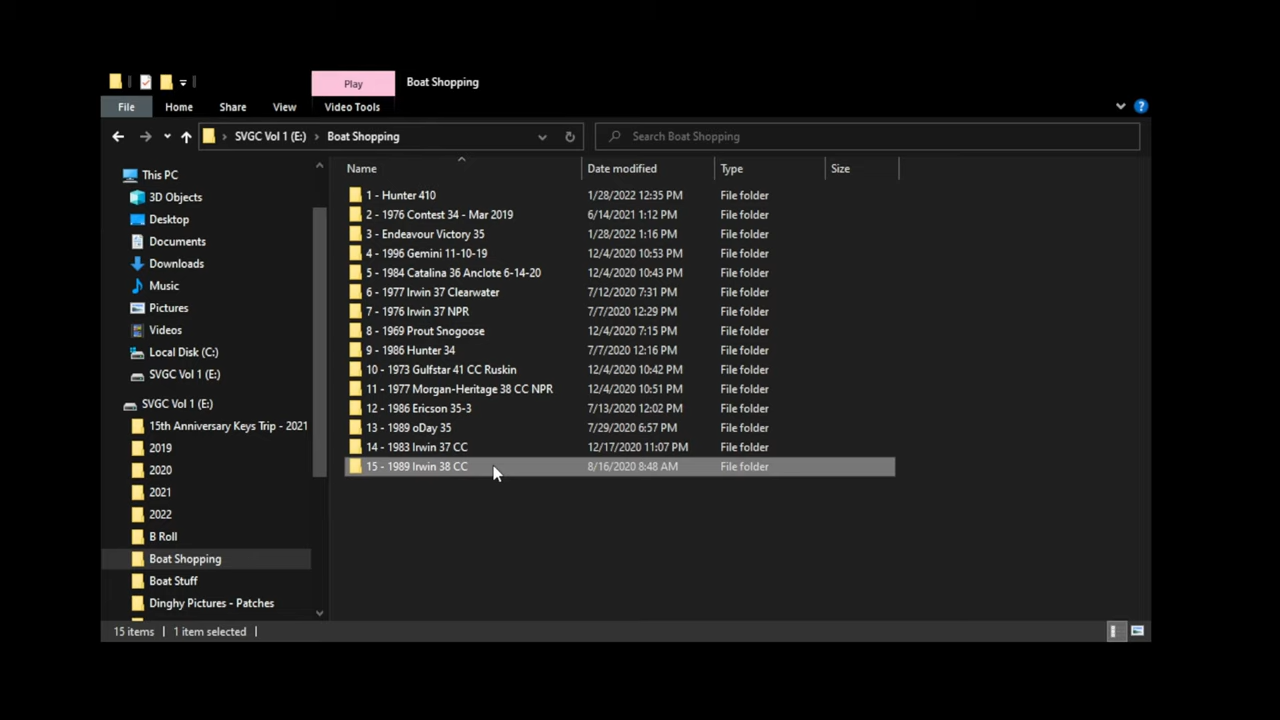 Play Boat Shopping
File Home Share View Video Tools
SVGC Vol 1 (E:) Boat Shopping Search Boat Shopping
This PC
3D Objects
Desktop
Documents
Downloads
Music
Pictures
Videos
Local Disk (C:)
SVGC Vol 1 (E:)
SVGC Vol 1 (E:)
15th Anniversary Keys Trip - 2021
2019
2020
2021
2022
B Roll
Boat Shopping
Boat Stuff
Dinghy Pictures - Patches
Name Date modified Type Size
1 - Hunter 410 1/28/2022 12:35 PM File folder
2 - 1976 Contest 34 - Mar 2019 6/14/2021 1:12 PM File folder
3 - Endeavour Victory 35 1/28/2022 1:16 PM File folder
4 - 1996 Gemini 11-10-19 12/4/2020 10:53 PM File folder
5 - 1984 Catalina 36 Anclote 6-14-20 12/4/2020 10:43 PM File folder
6 - 1977 Irwin 37 Clearwater 7/12/2020 7:31 PM File folder
7 - 1976 Irwin 37 NPR 7/7/2020 12:29 PM File folder
8 - 1969 Prout Snogoose 12/4/2020 7:15 PM File folder
9 - 1986 Hunter 34 7/7/2020 12:16 PM File folder
10 - 1973 Gulfstar 41 CC Ruskin 12/4/2020 10:42 PM File folder
11 - 1977 Morgan-Heritage 38 CC NPR 12/4/2020 10:51 PM File folder
12 - 1986 Ericson 35-3 7/13/2020 12:02 PM File folder
13 - 1989 oDay 35 7/29/2020 6:57 PM File folder
14 - 1983 Irwin 37 CC 12/17/2020 11:07 PM File folder
15 - 1989 Irwin 38 CC 8/16/2020 8:48 AM File folder
15 items 1 item selected